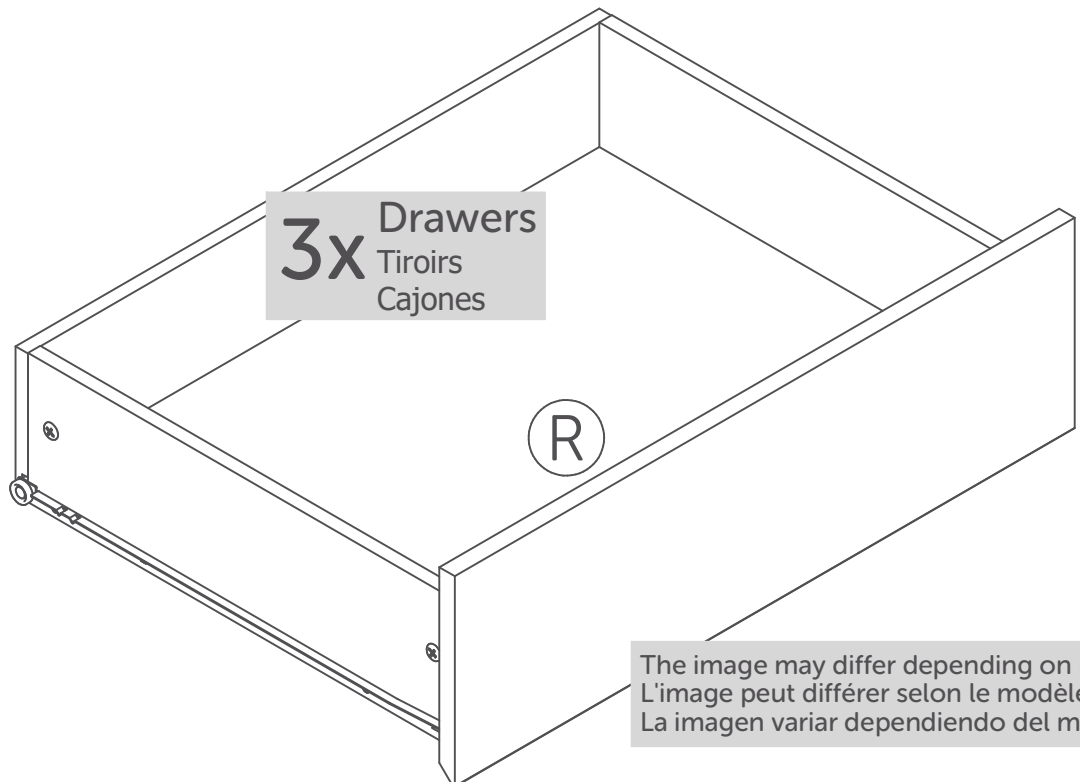 3x Drawers
Tiroirs
Cajones
R
The image may differ depending on
L'image peut différer selon le modèle
La imagen variar dependiendo del m